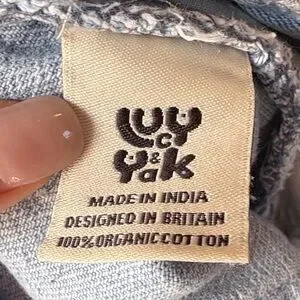 Lucy
&
Yak
MADE IN INDIA
DESIGNED IN BRITAIN
100% ORGANIC COTTON